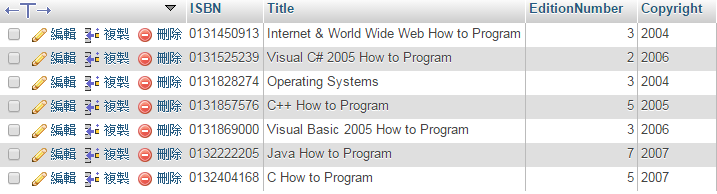 ISBN Title EditionNumber Copyright
編輯 複製 刪除 0131450913 Internet & World Wide Web How to Program 3 2004
編輯 複製 刪除 0131525239 Visual C# 2005 How to Program 2 2006
編輯 複製 刪除 0131828274 Operating Systems 3 2004
編輯 複製 刪除 0131857576 C++ How to Program 5 2005
編輯 複製 刪除 0131869000 Visual Basic 2005 How to Program 3 2006
編輯 複製 刪除 0132222205 Java How to Program 7 2007
編輯 複製 刪除 0132404168 C How to Program 5 2007